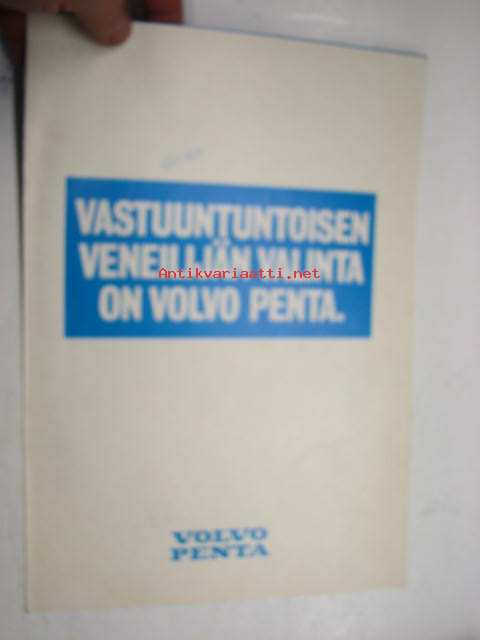 VASTUUNTUNTOISEN
VENEILIJÄN VALINTA
Antikvariaatti.net
ON VOLVO PENTA.
VOLVO
PENTA